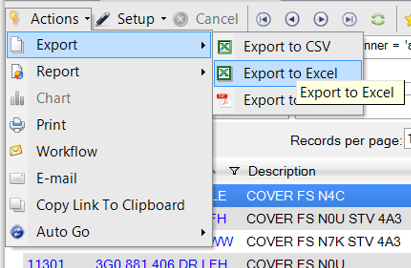 Actions Setup Cancel
Export
Export to CSV
nner = 'a
Report
Export to Excel
Chart
Export to
Export to Excel
Print
Workflow
Records per page: 1
E-mail
Description
Copy Link To Clipboard
LE COVER FS N4C
FH COVER FS N0U STV 4A3
Auto Go
WW COVER FS N7K STV 4A3
11301 3G0 881 406 DR LEH COVER FS N0U